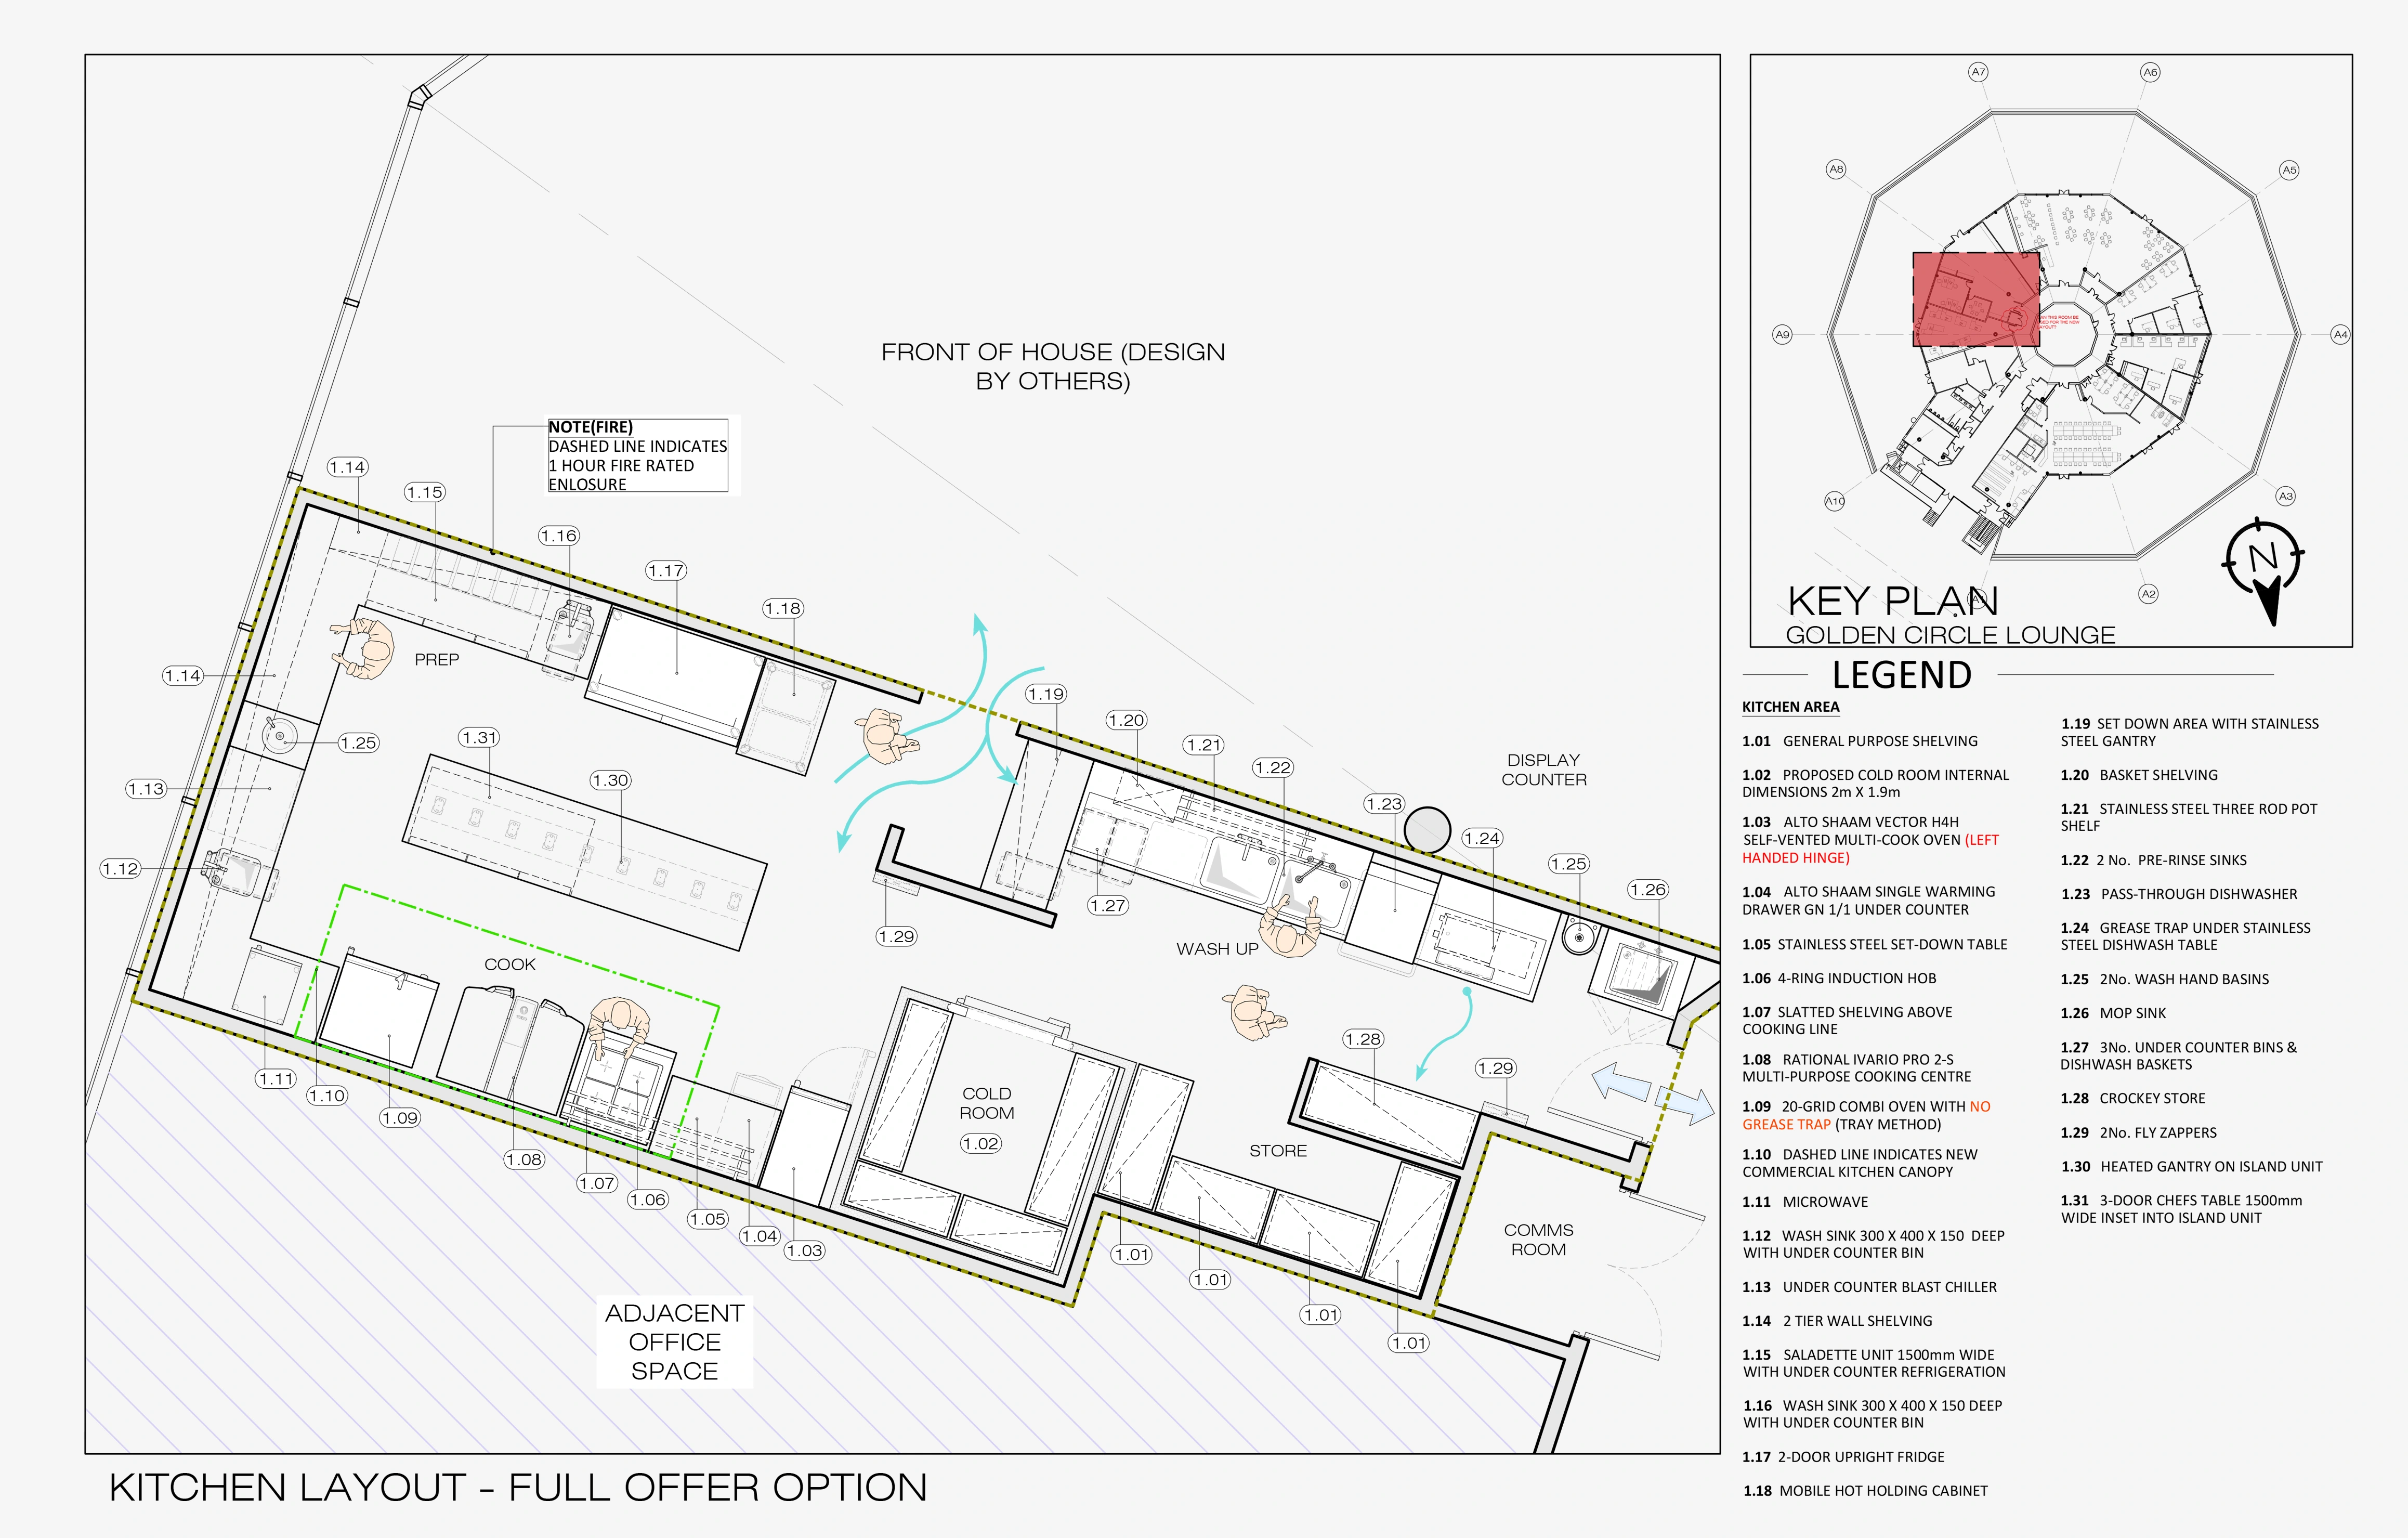 FRONT OF HOUSE (DESIGN
BY OTHERS)
NOTE(FIRE)
DASHED LINE INDICATES
1 HOUR FIRE RATED
ENLOSURE
1.14
1.15
1.16
1.17
1.18
PREP
1.14
1.25
1.13
1.12
1.31
1.30
1.19
1.20
1.21
1.22
1.23
1.24
1.25
1.26
DISPLAY
COUNTER
1.27
1.29
WASH UP
COOK
1.11
1.10
1.09
1.08
1.07
1.06
1.05
1.04
1.03
COLD
ROOM
1.02
1.28
1.29
STORE
COMMS
ROOM
1.01
1.01
1.01
1.01
ADJACENT
OFFICE
SPACE
KITCHEN LAYOUT - FULL OFFER OPTION
A7
A6
A8
A5
A9
A4
A10
A3
A2
N
KEY PLAN
GOLDEN CIRCLE LOUNGE
LEGEND
KITCHEN AREA
1.01 GENERAL PURPOSE SHELVING
1.02 PROPOSED COLD ROOM INTERNAL
DIMENSIONS 2m X 1.9m
1.03 ALTO SHAAM VECTOR H4H
SELF-VENTED MULTI-COOK OVEN (LEFT
HANDED HINGE)
1.04 ALTO SHAAM SINGLE WARMING
DRAWER GN 1/1 UNDER COUNTER
1.05 STAINLESS STEEL SET-DOWN TABLE
1.06 4-RING INDUCTION HOB
1.07 SLATTED SHELVING ABOVE
COOKING LINE
1.08 RATIONAL IVARIO PRO 2-S
MULTI-PURPOSE COOKING CENTRE
1.09 20-GRID COMBI OVEN WITH NO
GREASE TRAP (TRAY METHOD)
1.10 DASHED LINE INDICATES NEW
COMMERCIAL KITCHEN CANOPY
1.11 MICROWAVE
1.12 WASH SINK 300 X 400 X 150 DEEP
WITH UNDER COUNTER BIN
1.13 UNDER COUNTER BLAST CHILLER
1.14 2 TIER WALL SHELVING
1.15 SALADETTE UNIT 1500mm WIDE
WITH UNDER COUNTER REFRIGERATION
1.16 WASH SINK 300 X 400 X 150 DEEP
WITH UNDER COUNTER BIN
1.17 2-DOOR UPRIGHT FRIDGE
1.18 MOBILE HOT HOLDING CABINET
1.19 SET DOWN AREA WITH STAINLESS
STEEL GANTRY
1.20 BASKET SHELVING
1.21 STAINLESS STEEL THREE ROD POT
SHELF
1.22 2 No. PRE-RINSE SINKS
1.23 PASS-THROUGH DISHWASHER
1.24 GREASE TRAP UNDER STAINLESS
STEEL DISHWASH TABLE
1.25 2No. WASH HAND BASINS
1.26 MOP SINK
1.27 3No. UNDER COUNTER BINS &
DISHWASH BASKETS
1.28 CROCKEY STORE
1.29 2No. FLY ZAPPERS
1.30 HEATED GANTRY ON ISLAND UNIT
1.31 3-DOOR CHEFS TABLE 1500mm
WIDE INSET INTO ISLAND UNIT